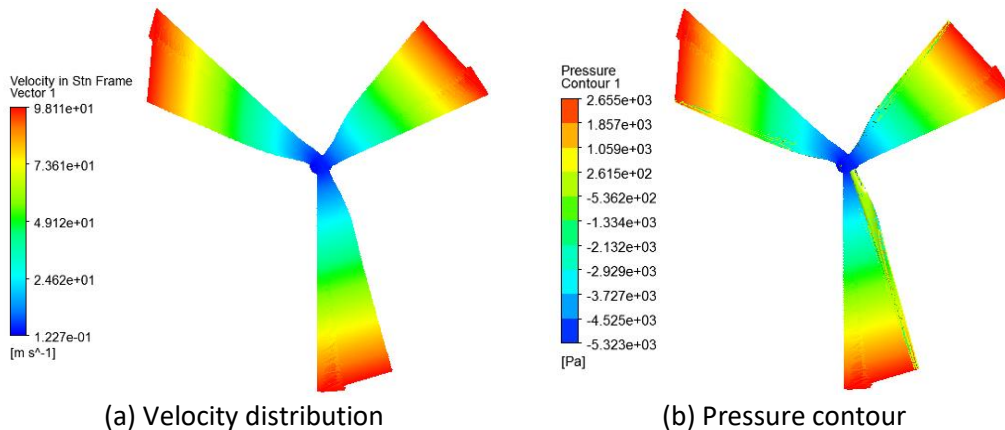 Velocity in Stn Frame
Vector 1
9.811e+01
7.361e+01
4.912e+01
2.462e+01
1.227e-01
[m s^-1]
(a) Velocity distribution
Pressure
Contour 1
2.655e+03
1.857e+03
1.059e+03
2.615e+02
-5.362e+02
-1.334e+03
-2.132e+03
-2.929e+03
-3.727e+03
-4.525e+03
-5.323e+03
[Pa]
(b) Pressure contour